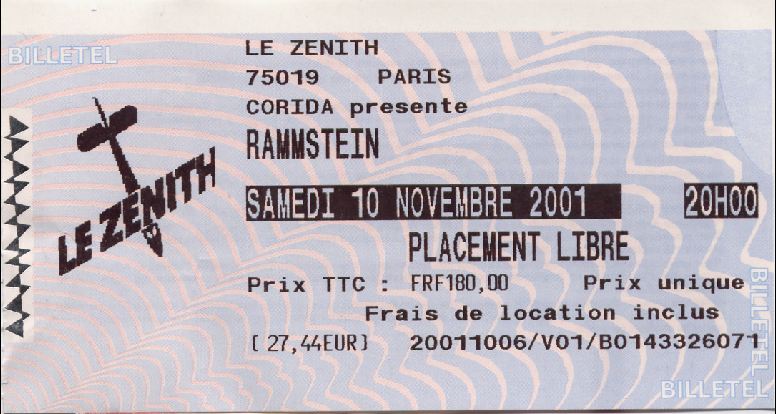 BILLETEL
LE ZENITH
LE ZENITH
75019 PARIS
CORIDA presente
RAMMSTEIN
SAMEDI 10 NOVEMBRE 2001 20H00
PLACEMENT LIBRE
Prix TTC : FRF180,00 Prix unique
Frais de location inclus
[ 27,44EUR] 20011006/V01/B0143326071
BILLETEL
BILLETEL